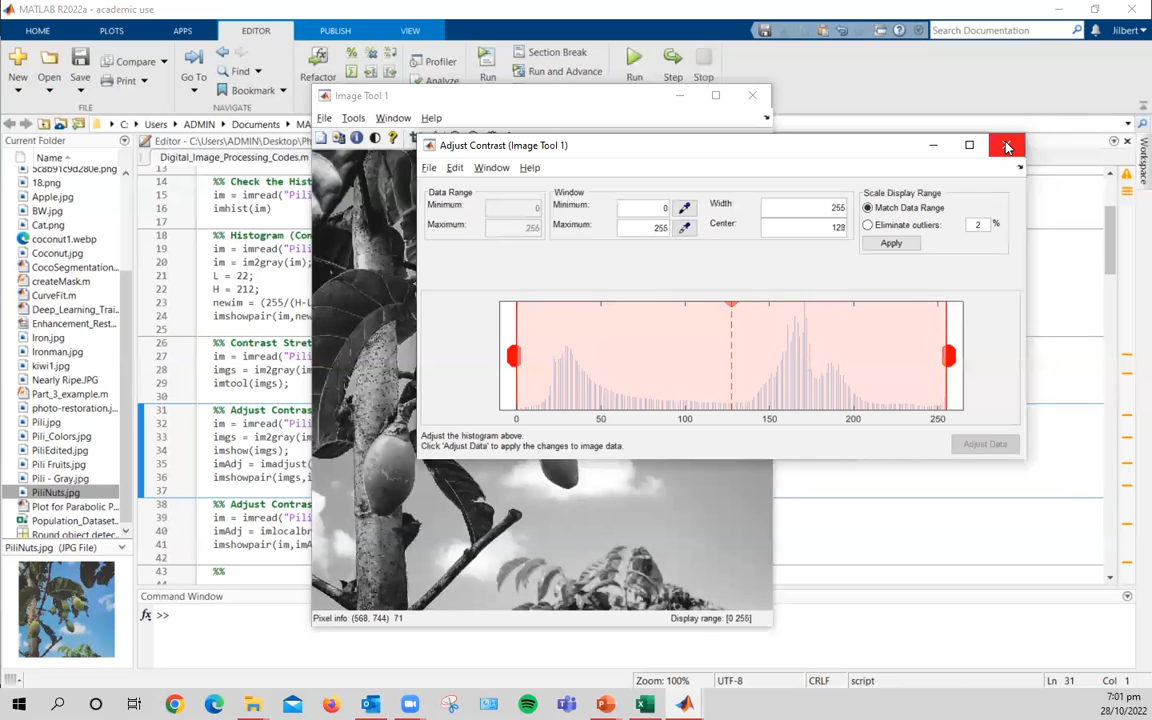 MATLAB R2022a - academic use
HOME PLOTS APPS EDITOR PUBLISH VIEW
Search Documentation
Jilbert
New Open Save
Compare
Print
FILE
Go To
Find
Bookmark
NAVIGATE
Refactor
Profiler
Analyze
Run
Section Break
Run and Advance
Run Step Stop
C: Users ADMIN Documents
Current Folder
Name
5c8b91c9d280e.png
18.png
Apple.jpg
BW.jpg
Cat.png
coconut1.webp
Coconut.jpg
CocoSegmentation...
createMask.m
CurveFit.m
Deep_Learning_Trai...
Enhancement_Rest...
Iron.jpg
Ironman.jpg
kiwi1.jpg
Nearly Ripe.JPG
Part_3_example.m
photo-restoration.j...
Pili.jpg
Pili_Colors.jpg
PiliEdited.jpg
Pili Fruits.jpg
Pili - Gray.jpg
PiliNuts.jpg
Plot for Parabolic P...
Population_Dataset...
Round object detec...
PiliNuts.jpg (JPG File)
Editor - C:\Users\ADMIN\Documents\
Digital_Image_Processing_Codes.m
13
14 %% Check the Hist
15 im = imread("Pil
16 imhist(im)
17
18 %% Histogram (Con
19 im = imread("Pil
20 im = im2gray(im);
21 L = 22;
22 H = 212;
23 newim = (255/(H-L
24 imshowpair(im,new
25
26 %% Contrast Stret
27 im = imread("Pil
28 imgs = im2gray(im
29 imtool(imgs);
30
31 %% Adjust Contras
32 im = imread("Pil
33 imgs = im2gray(im
34 imshow(imgs);
35 imAdj = imadjust(
36 imshowpair(imgs,i
37
38 %% Adjust Contras
39 im = imread("Pil
40 imAdj = imlocalbr
41 imshowpair(im,imA
42
43 %%
Workspace
Image Tool 1
File Tools Window Help
Adjust Contrast (Image Tool 1)
File Edit Window Help
Data Range
Minimum: 0
Maximum: 255
Window
Minimum: 0
Maximum: 255
Width: 255
Center: 128
Scale Display Range
Match Data Range
Eliminate outliers: 2 %
Apply
0 50 100 150 200 250
Adjust the histogram above.
Click 'Adjust Data' to apply the changes to image data.
Adjust Data
Pixel info: (568, 744) 71
Display range: [0 255]
Command Window
fx >>
Zoom: 100% UTF-8 CRLF script Ln 31 Col 1
7:01 pm
28/10/2022